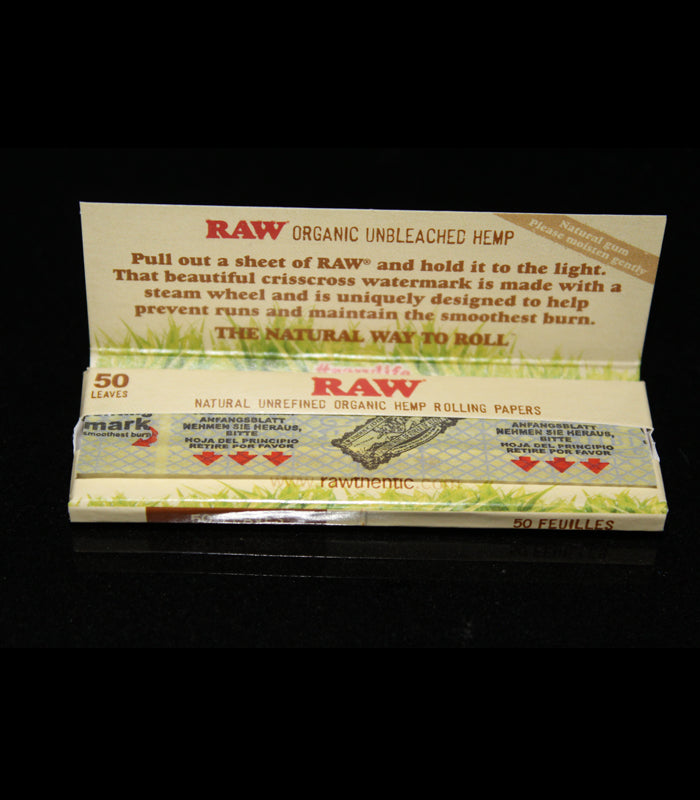 RAW ORGANIC UNBLEACHED HEMP
Natural gum
Please moisten gently
Pull out a sheet of RAW® and hold it to the light.
That beautiful crisscross watermark is made with a
steam wheel and is uniquely designed to help
prevent runs and maintain the smoothest burn.
THE NATURAL WAY TO ROLL
50
LEAVES
RAW
NATURAL UNREFINED ORGANIC HEMP ROLLING PAPERS
mark
smoothest burn
ANFANGSBLATT
NEHMEN SIE HERAUS,
BITTE
HOJA DEL PRINCIPIO
RETIRE POR FAVOR
ANFANGSBLATT
NEHMEN SIE HERAUS,
BITTE
HOJA DEL PRINCIPIO
RETIRE POR FAVOR
www.rawthentic.com
50 FEUILLES